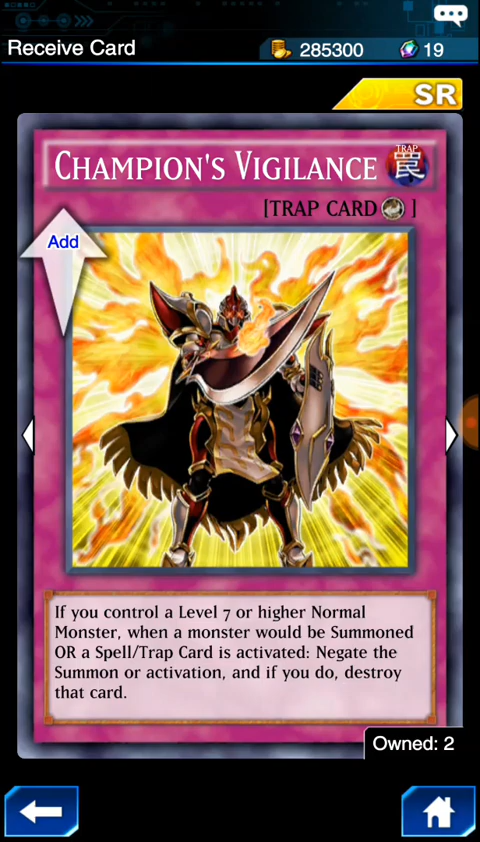 Receive Card 285300 19
SR
CHAMPION'S VIGILANCE TRAP 罠
[TRAP CARD ]
Add
If you control a Level 7 or higher Normal
Monster, when a monster would be Summoned
OR a Spell/Trap Card is activated: Negate the
Summon or activation, and if you do, destroy
that card.
Owned: 2